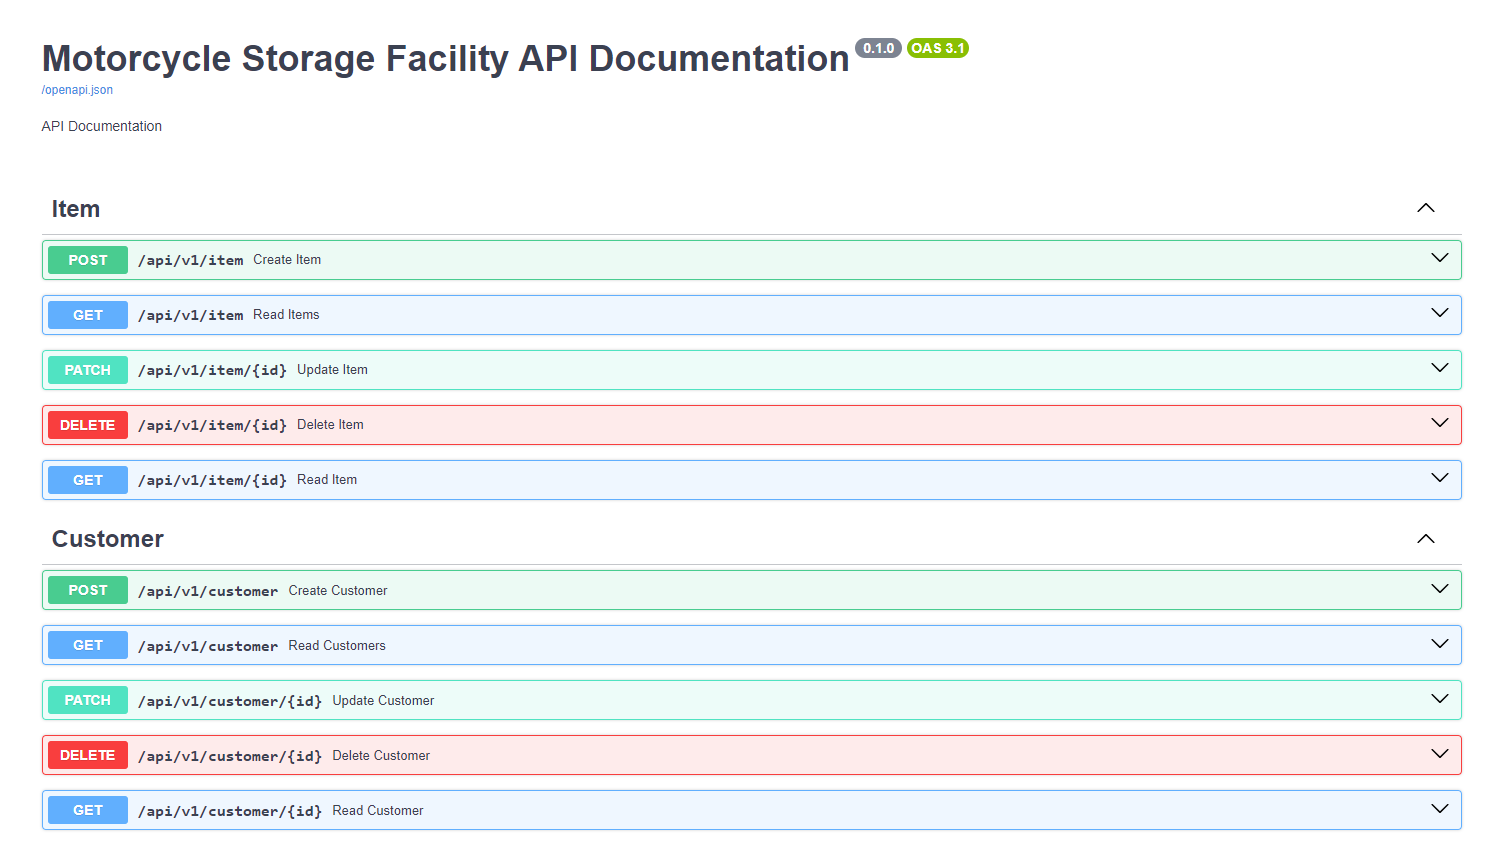 Motorcycle Storage Facility API Documentation 0.1.0 OAS 3.1
/openapi.json
API Documentation
Item
POST /api/v1/item Create Item
GET /api/v1/item Read Items
PATCH /api/v1/item/{id} Update Item
DELETE /api/v1/item/{id} Delete Item
GET /api/v1/item/{id} Read Item
Customer
POST /api/v1/customer Create Customer
GET /api/v1/customer Read Customers
PATCH /api/v1/customer/{id} Update Customer
DELETE /api/v1/customer/{id} Delete Customer
GET /api/v1/customer/{id} Read Customer